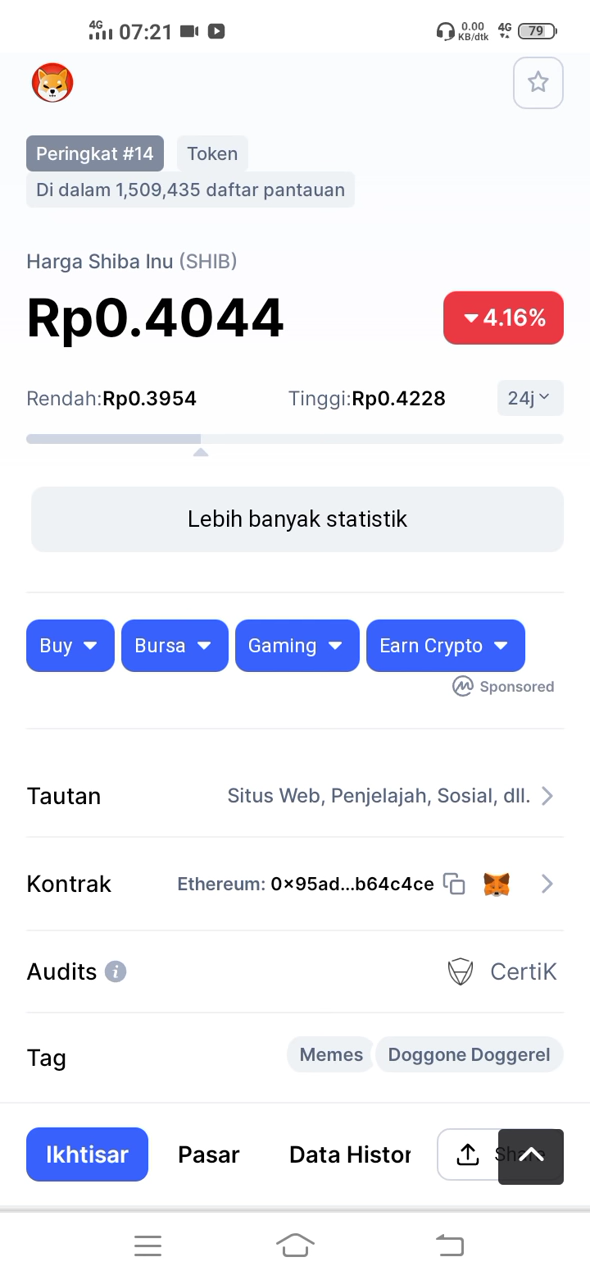 4G 07:21 0.00 KB/dtk 4G 79
Peringkat #14 Token
Di dalam 1,509,435 daftar pantauan
Harga Shiba Inu (SHIB)
Rp0.4044 4.16%
Rendah:Rp0.3954 Tinggi:Rp0.4228 24j
Lebih banyak statistik
Buy Bursa Gaming Earn Crypto
Sponsored
Tautan Situs Web, Penjelajah, Sosial, dll.
Kontrak Ethereum: 0x95ad...b64c4ce
Audits CertiK
Tag Memes Doggone Doggerel
Ikhtisar Pasar Data Histor